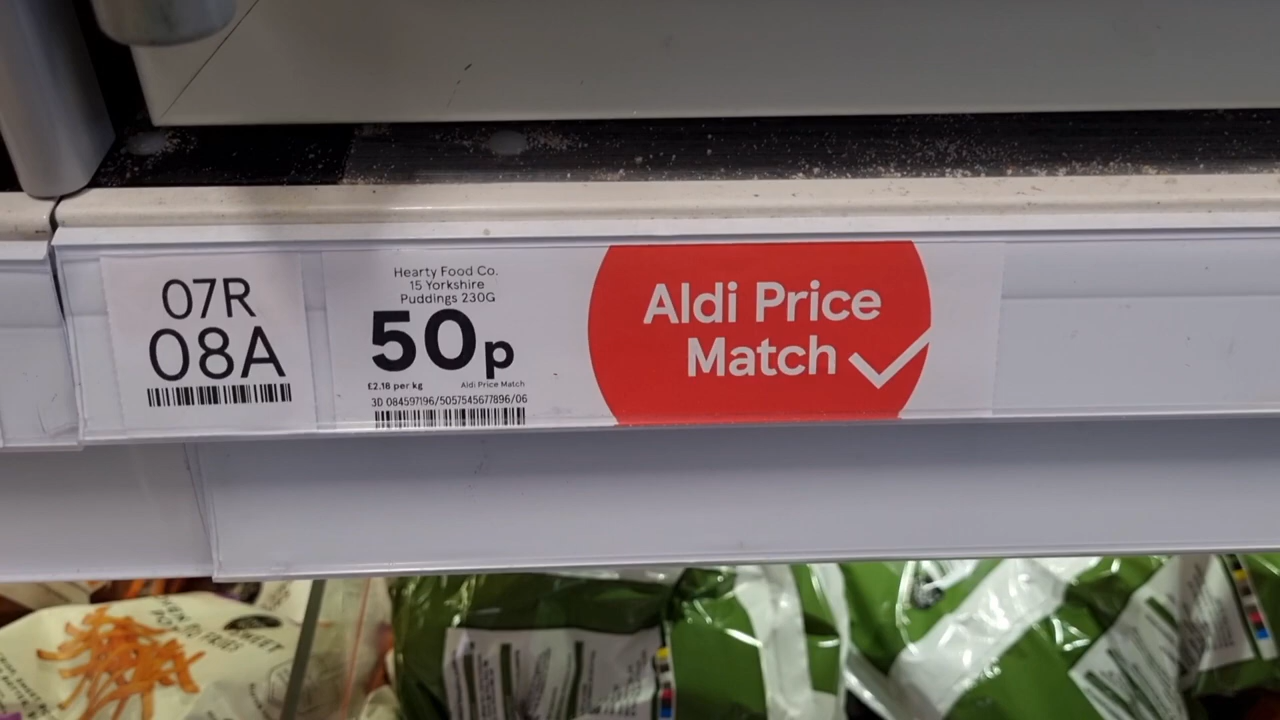 07R
08A
Hearty Food Co.
15 Yorkshire
Puddings 230G
50p
£2.18 per kg
Aldi Price Match
3D 084597196/5057545677896/06
Aldi Price
Match